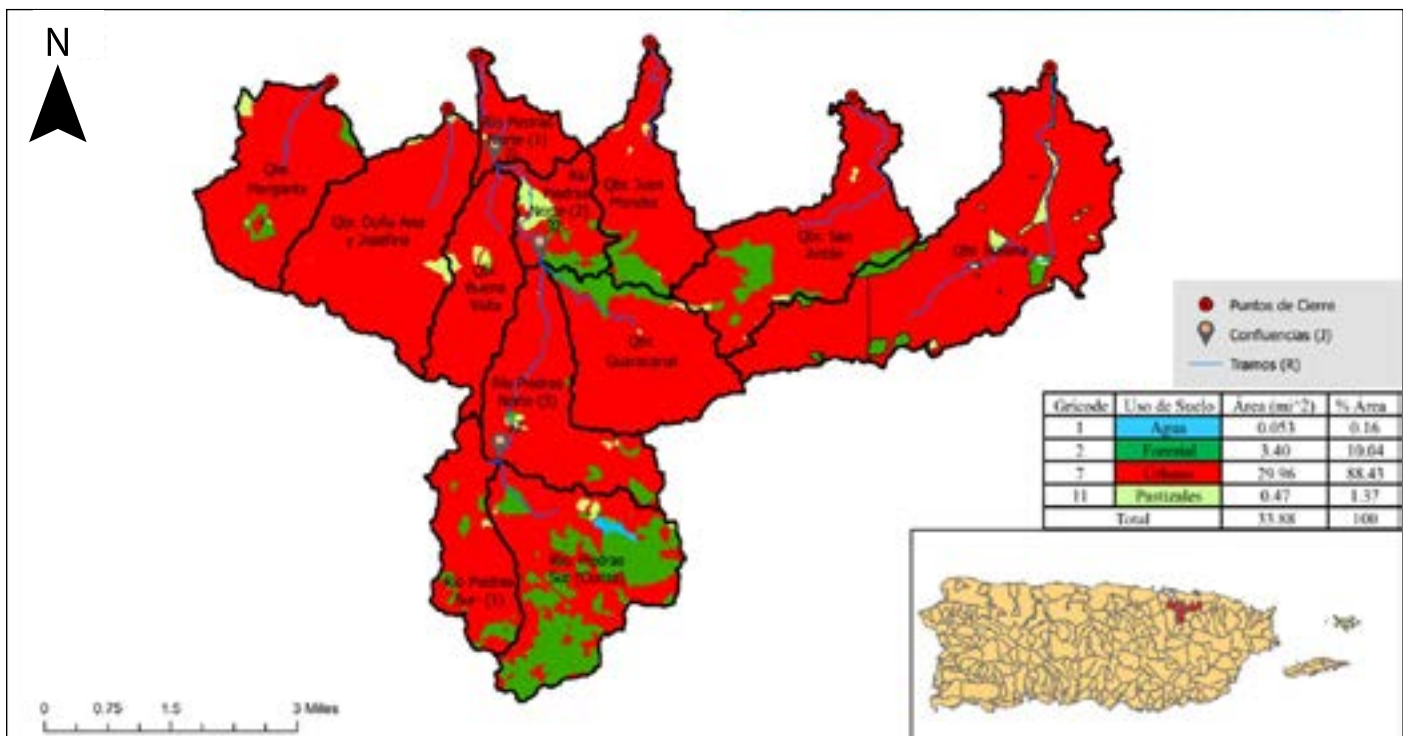 N
Qbr.
Margarita
Qbr. Doña Ana
y Josefina
Río Piedras
Norte (1)
Río
Piedras
Norte (2)
Qbr. Juan
Méndez
Qbr. San
Antón
Qbr.
Qbr.
Buena
Vista
Qbr.
Guaracanal
Río Piedras
Norte (3)
Río Piedras
Sur (1)
Río Piedras
Sur
Puntos de Cierre
Confluencias (J)
Tramos (R)
Gricode Uso de Suelo Área (mi^2) % Área
1 Agua 0.053 0.16
2 Forestal 3.40 10.04
7 Urbano 29.96 88.43
11 Pastizales 0.47 1.37
Total 33.88 100
0 0.75 1.5 3 Miles